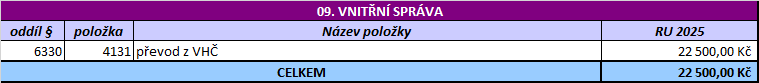 09. VNITŘNÍ SPRÁVA
oddíl § položka Název položky RU 2025
6330 4131 převod z VHČ 22 500,00 Kč
CELKEM 22 500,00 Kč